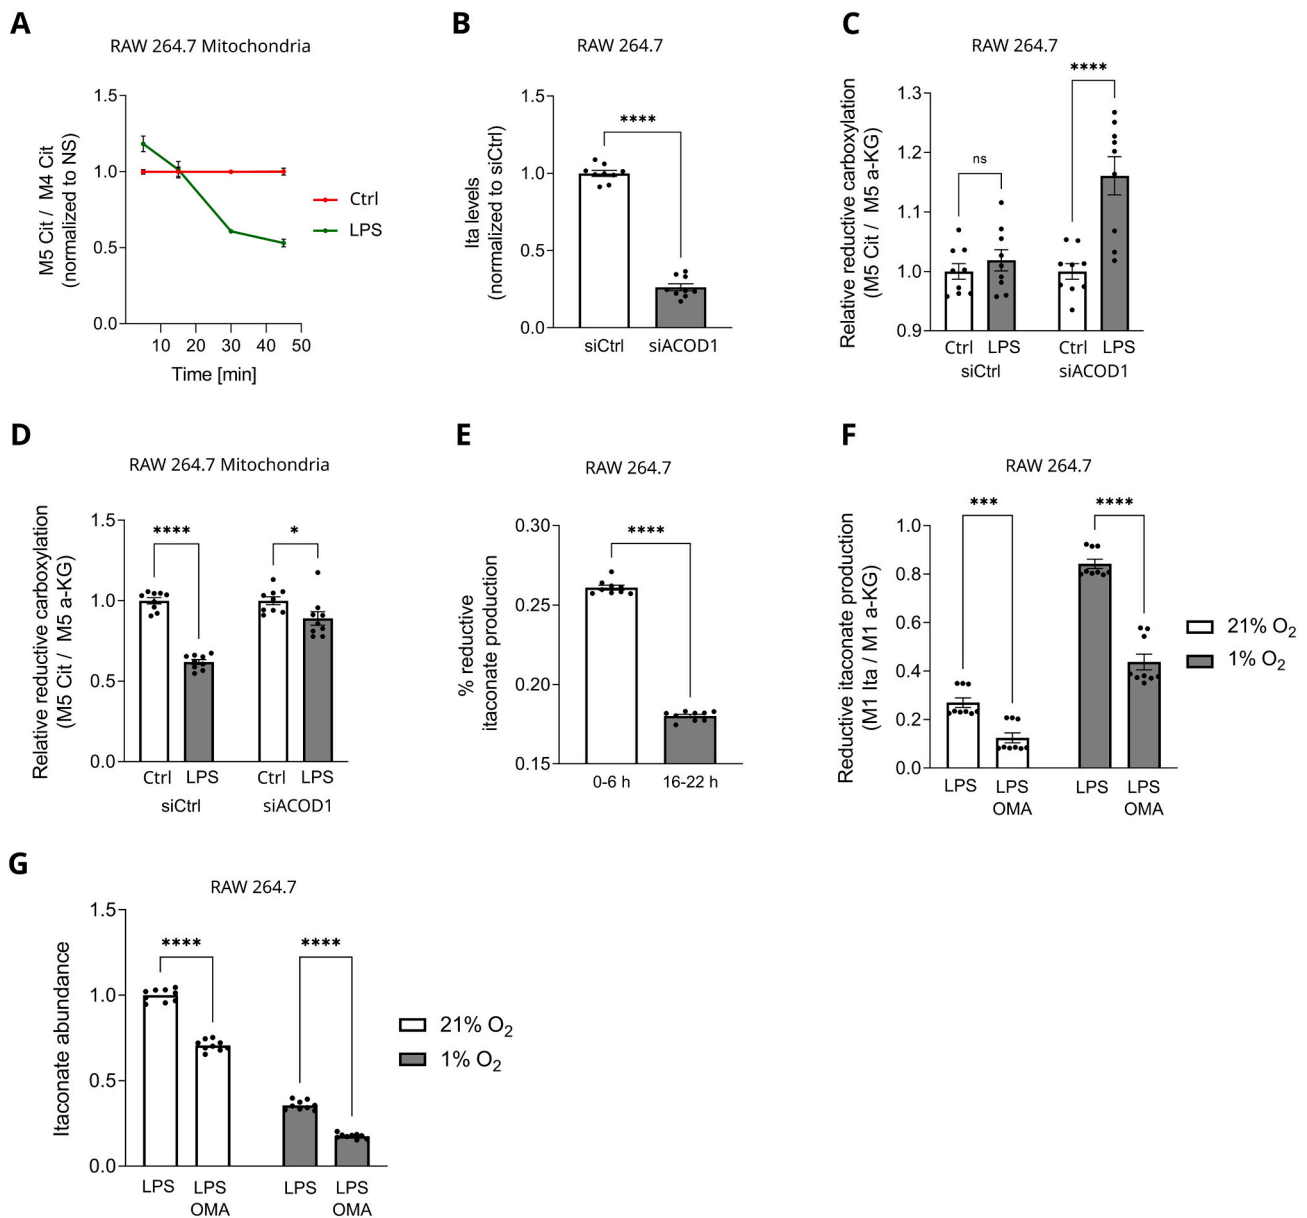 A
RAW 264.7 Mitochondria
M5 Cit / M4 Cit
(normalized to NS)
1.5
1.0
0.5
0.0
10 20 30 40 50
Time [min]
Ctrl
LPS
B
RAW 264.7
Ita levels
(normalized to siCtrl)
1.5
1.0
0.5
0.0
****
siCtrl siACOD1
C
RAW 264.7
Relative reductive carboxylation
(M5 Cit / M5 a-KG)
1.3
1.2
1.1
1.0
0.9
ns
****
Ctrl LPS Ctrl LPS
siCtrl siACOD1
D
RAW 264.7 Mitochondria
Relative reductive carboxylation
(M5 Cit / M5 a-KG)
1.5
1.0
0.5
0.0
****
*
Ctrl LPS Ctrl LPS
siCtrl siACOD1
E
RAW 264.7
% reductive
itaconate production
0.30
0.25
0.20
0.15
****
0-6 h 16-22 h
F
RAW 264.7
Reductive itaconate production
(M1 Ita / M1 a-KG)
1.0
0.8
0.6
0.4
0.2
0.0
***
****
LPS LPS LPS LPS
OMA OMA
21% O2
1% O2
G
RAW 264.7
Itaconate abundance
1.5
1.0
0.5
0.0
****
****
LPS LPS LPS LPS
OMA OMA
21% O2
1% O2